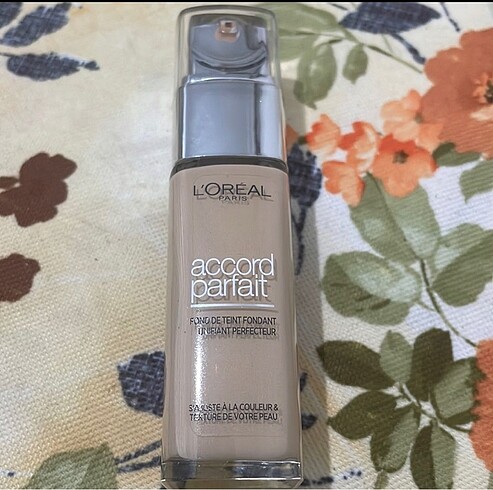 L'ORÉAL
PARIS
accord
parfait
FOND DE TEINT FONDANT
UNIFIANT PERFECTEUR
S'AJUSTE À LA COULEUR &
TEXTURE DE VOTRE PEAU